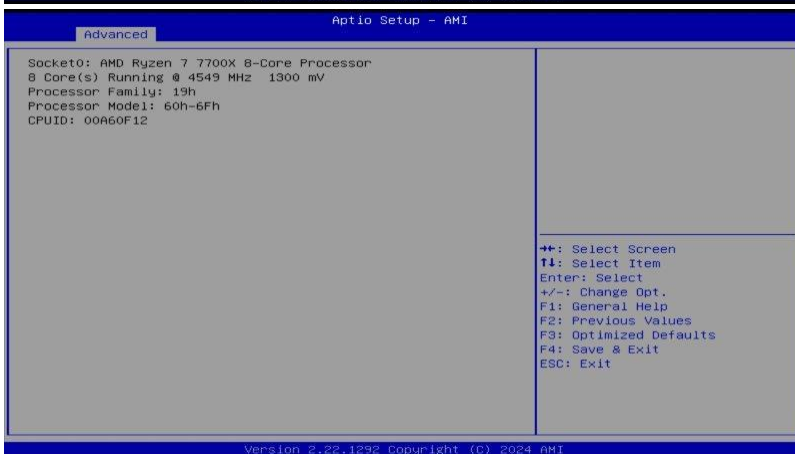 Aptio Setup - AMI
Advanced
Socket0: AMD Ryzen 7 7700X 8-Core Processor
8 Core(s) Running @ 4549 MHz 1300 mV
Processor Family: 19h
Processor Model: 60h-6Fh
CPUID: 00A60F12
→←: Select Screen
↑↓: Select Item
Enter: Select
+/-: Change Opt.
F1: General Help
F2: Previous Values
F3: Optimized Defaults
F4: Save & Exit
ESC: Exit
Version 2.22.1292 Copyright (C) 2024 AMI